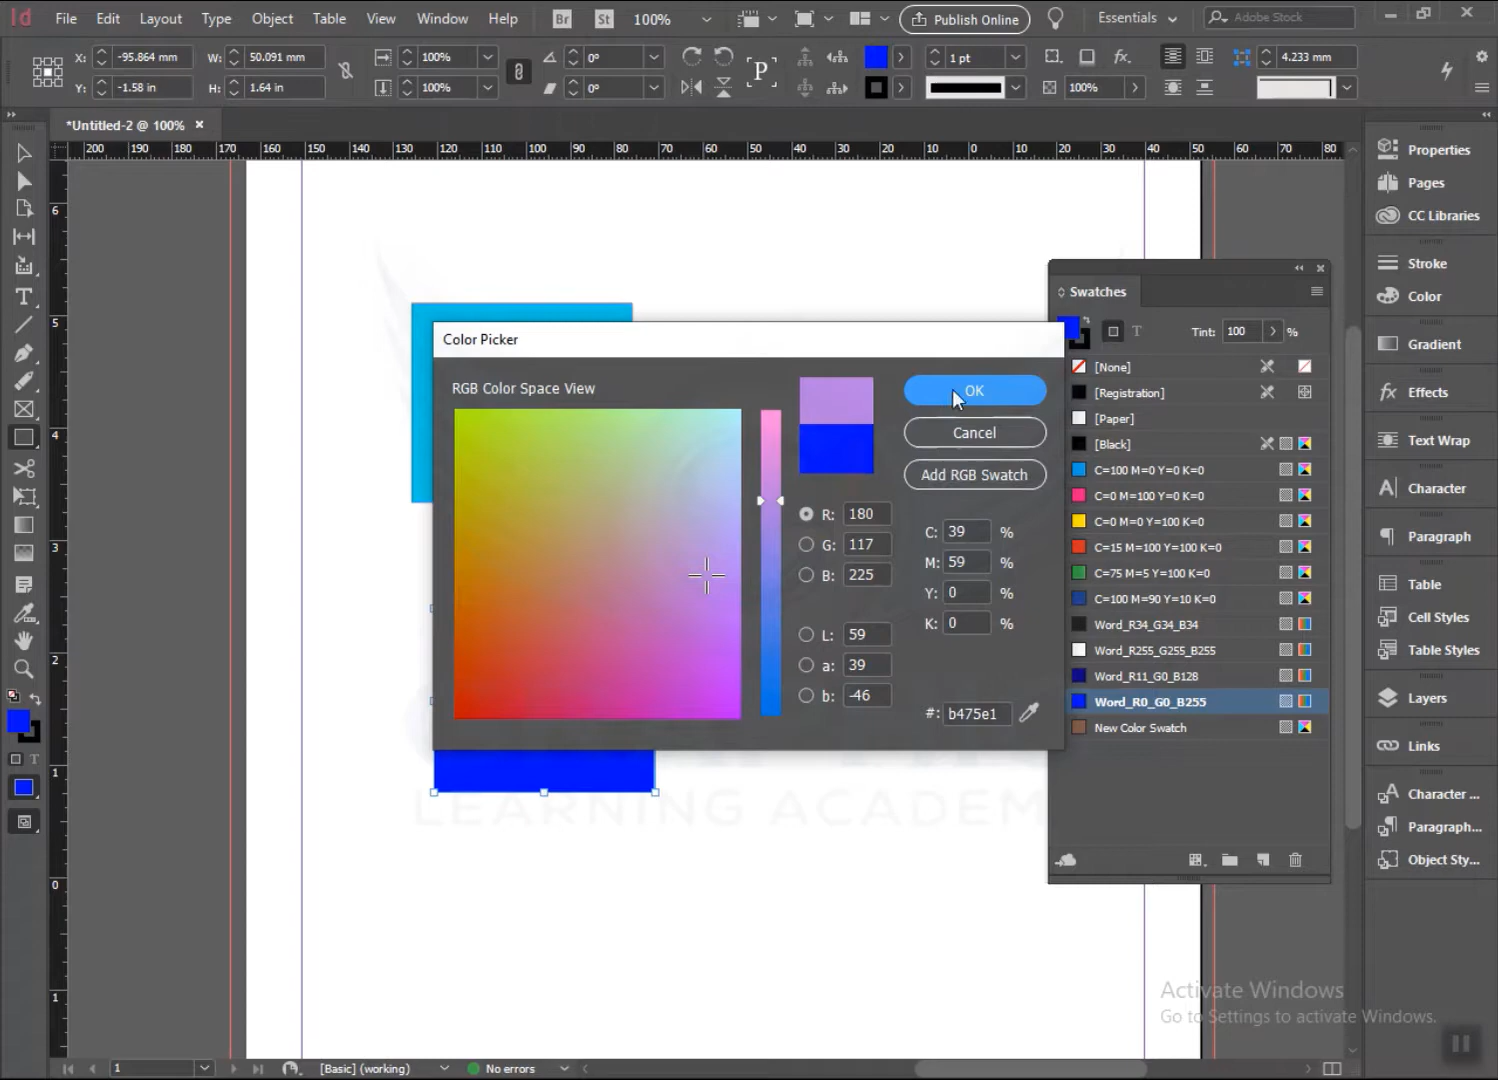 Id File Edit Layout Type Object Table View Window Help Br St 100% Publish Online Essentials Adobe Stock
X: -95.864 mm W: 50.091 mm 100% 0° P 1 pt fx. 4.233 mm
Y: -1.58 in H: 1.64 in 100% 0° 100%
*Untitled-2 @ 100% ×
200 190 180 170 160 150 140 130 120 110 100 90 80 70 60 50 40 30 20 10 0 10 20 30 40 50 60 70 80
6
5
4
3
2
1
0
1
Color Picker
RGB Color Space View
OK
Cancel
Add RGB Swatch
R: 180
G: 117
B: 225
L: 59
a: 39
b: -46
C: 39 %
M: 59 %
Y: 0 %
K: 0 %
#: b475e1
Swatches
T Tint: 100 %
[None]
[Registration]
[Paper]
[Black]
C=100 M=0 Y=0 K=0
C=0 M=100 Y=0 K=0
C=0 M=0 Y=100 K=0
C=15 M=100 Y=100 K=0
C=75 M=5 Y=100 K=0
C=100 M=90 Y=10 K=0
Word_R34_G34_B34
Word_R255_G255_B255
Word_R11_G0_B128
Word_R0_G0_B255
New Color Swatch
Properties
Pages
CC Libraries
Stroke
Color
Gradient
Effects
Text Wrap
Character
Paragraph
Table
Cell Styles
Table Styles
Layers
Links
Character ...
Paragraph...
Object Sty...
LEARNING ACADEM
Activate Windows
Go to Settings to activate Windows.
1 [Basic] (working) No errors